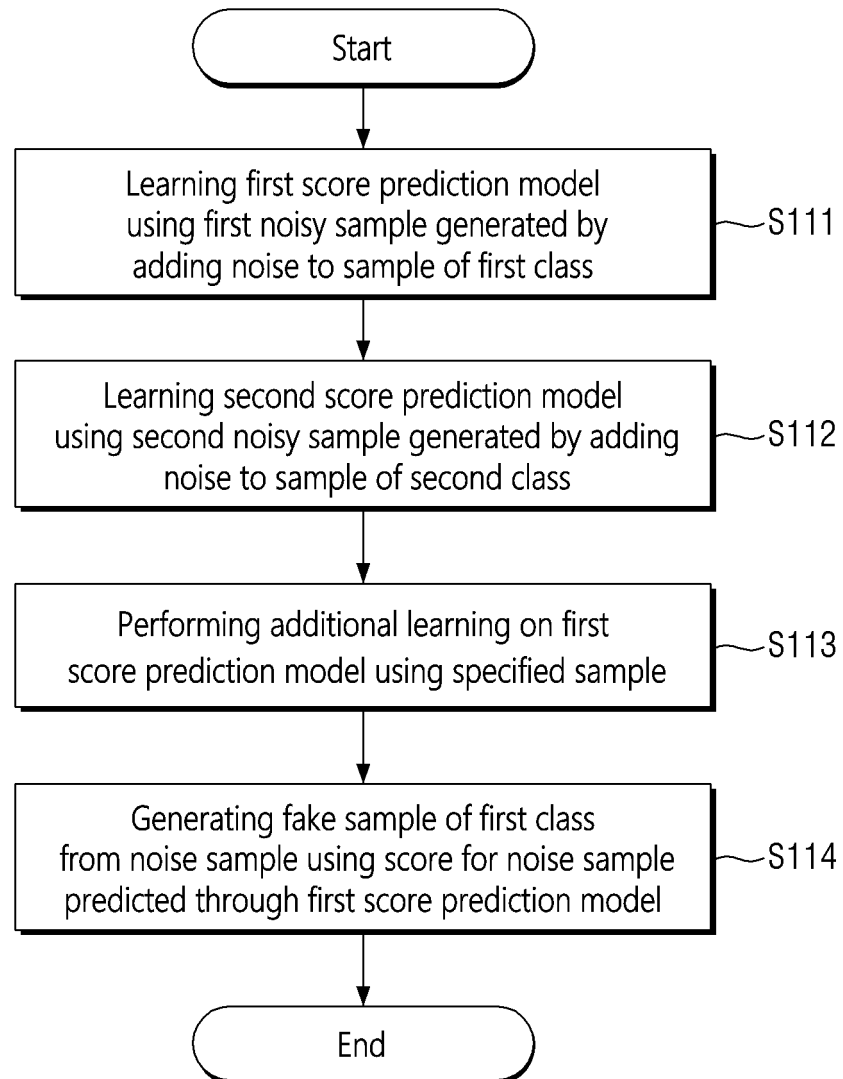 Start
Learning first score prediction model
using first noisy sample generated by
adding noise to sample of first class
S111
Learning second score prediction model
using second noisy sample generated by adding
noise to sample of second class
S112
Performing additional learning on first
score prediction model using specified sample
S113
Generating fake sample of first class
from noise sample using score for noise sample
predicted through first score prediction model
S114
End